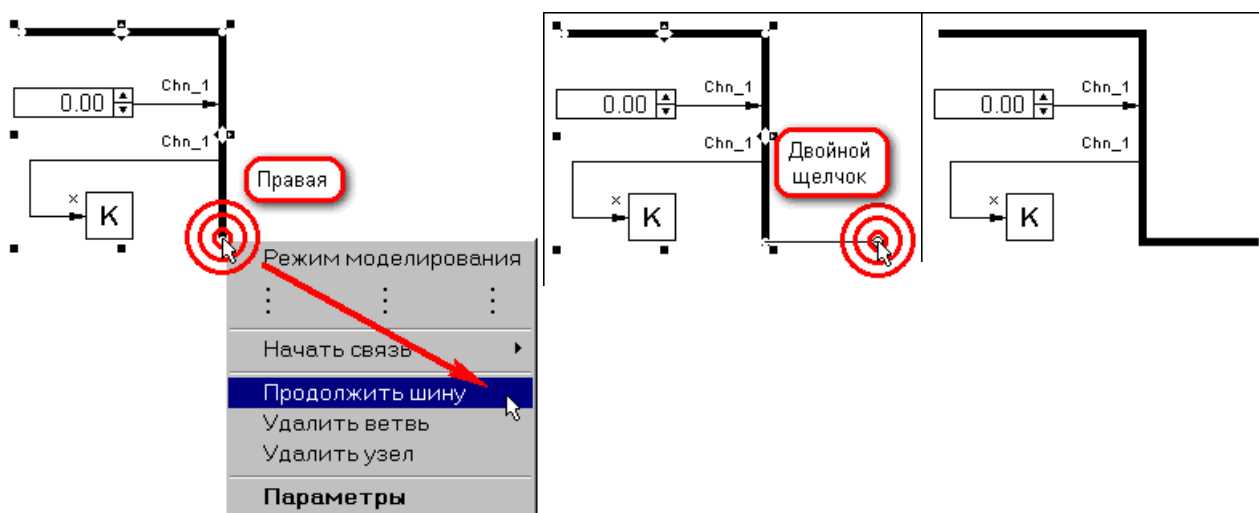 Chn_1
0.00
Chn_1
x
K
Правая
Режим моделирования
Начать связь
Продолжить шину
Удалить ветвь
Удалить узел
Параметры
Chn_1
0.00
Chn_1
x
K
Двойной
щелчок
Chn_1
0.00
Chn_1
x
K